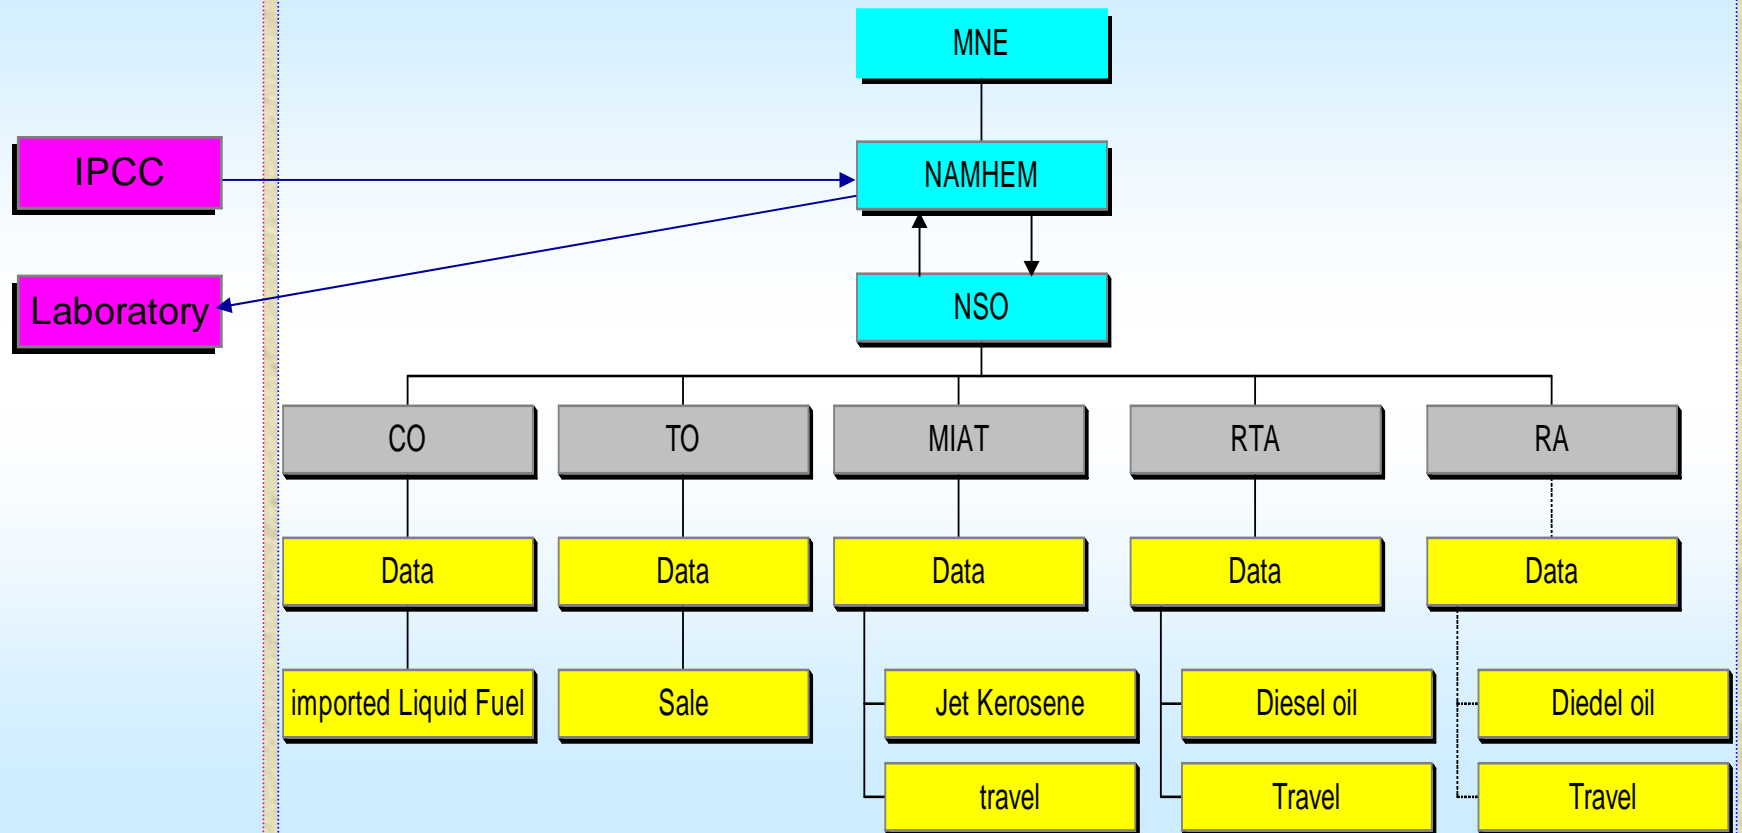 MNE
IPCC
NAMHEM
Laboratory
NSO
CO
TO
MIAT
RTA
RA
Data
Data
Data
Data
Data
imported Liquid Fuel
Sale
Jet Kerosene
Diesel oil
Diedel oil
travel
Travel
Travel